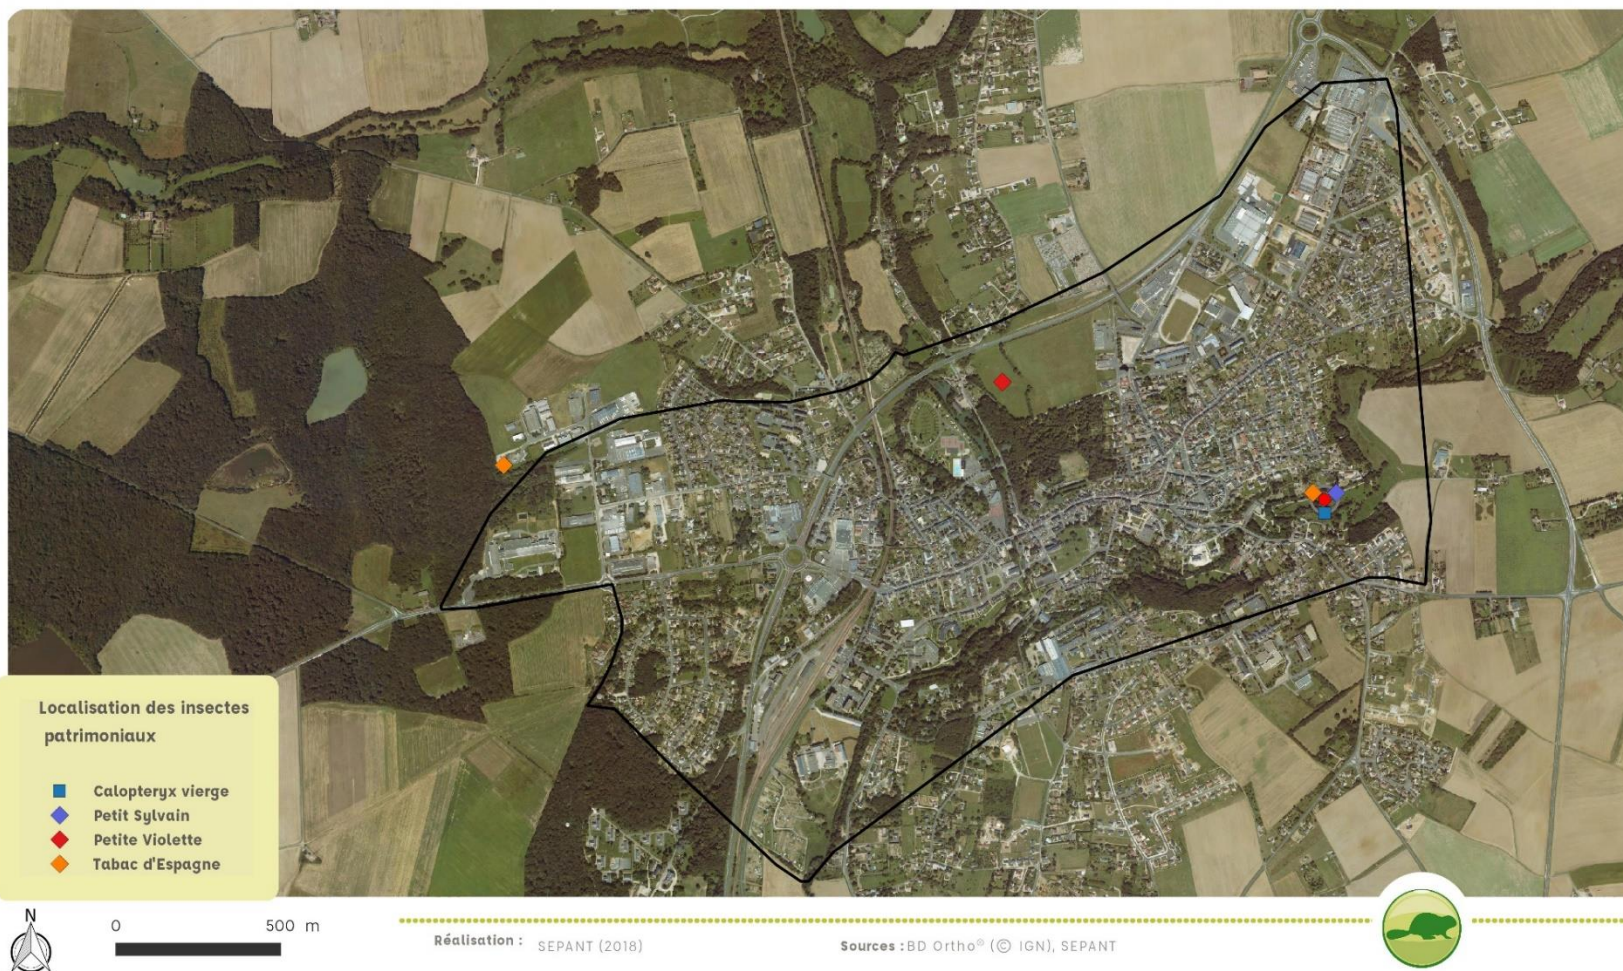 Localisation des insectes
patrimoniaux
Calopteryx vierge
Petit Sylvain
Petite Violette
Tabac d'Espagne
N
0 500 m
Réalisation : SEPANT (2018)
Sources : BD Ortho® (© IGN), SEPANT